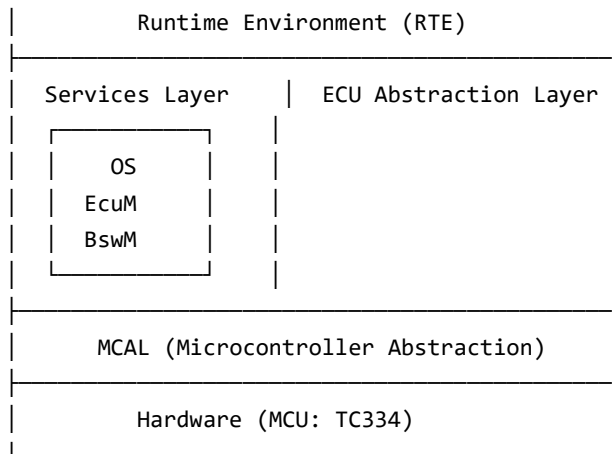 Runtime Environment (RTE)
Services Layer | ECU Abstraction Layer
OS
EcuM
BswM
MCAL (Microcontroller Abstraction)
Hardware (MCU: TC334)